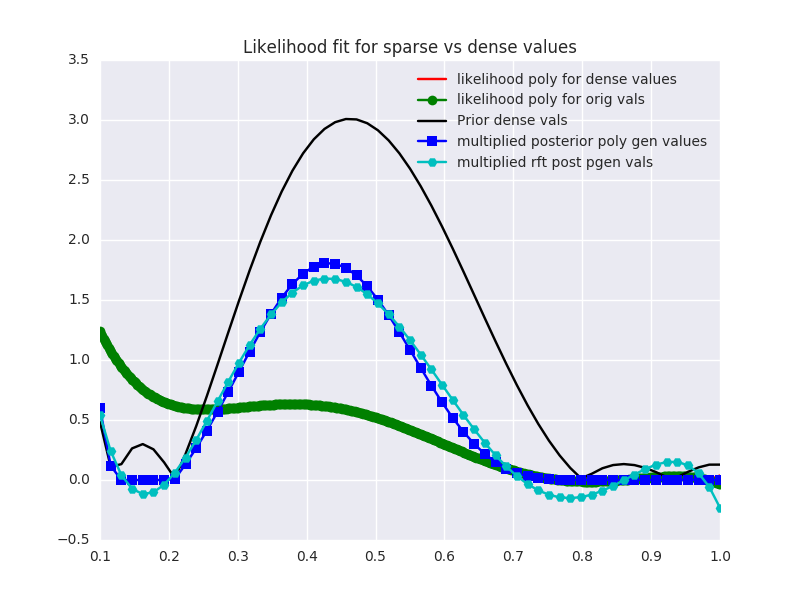 Likelihood fit for sparse vs dense values
3.5
3.0
2.5
2.0
1.5
1.0
0.5
0.0
−0.5
likelihood poly for dense values
likelihood poly for orig vals
Prior dense vals
multiplied posterior poly gen values
multiplied rft post pgen vals
0.1 0.2 0.3 0.4 0.5 0.6 0.7 0.8 0.9 1.0